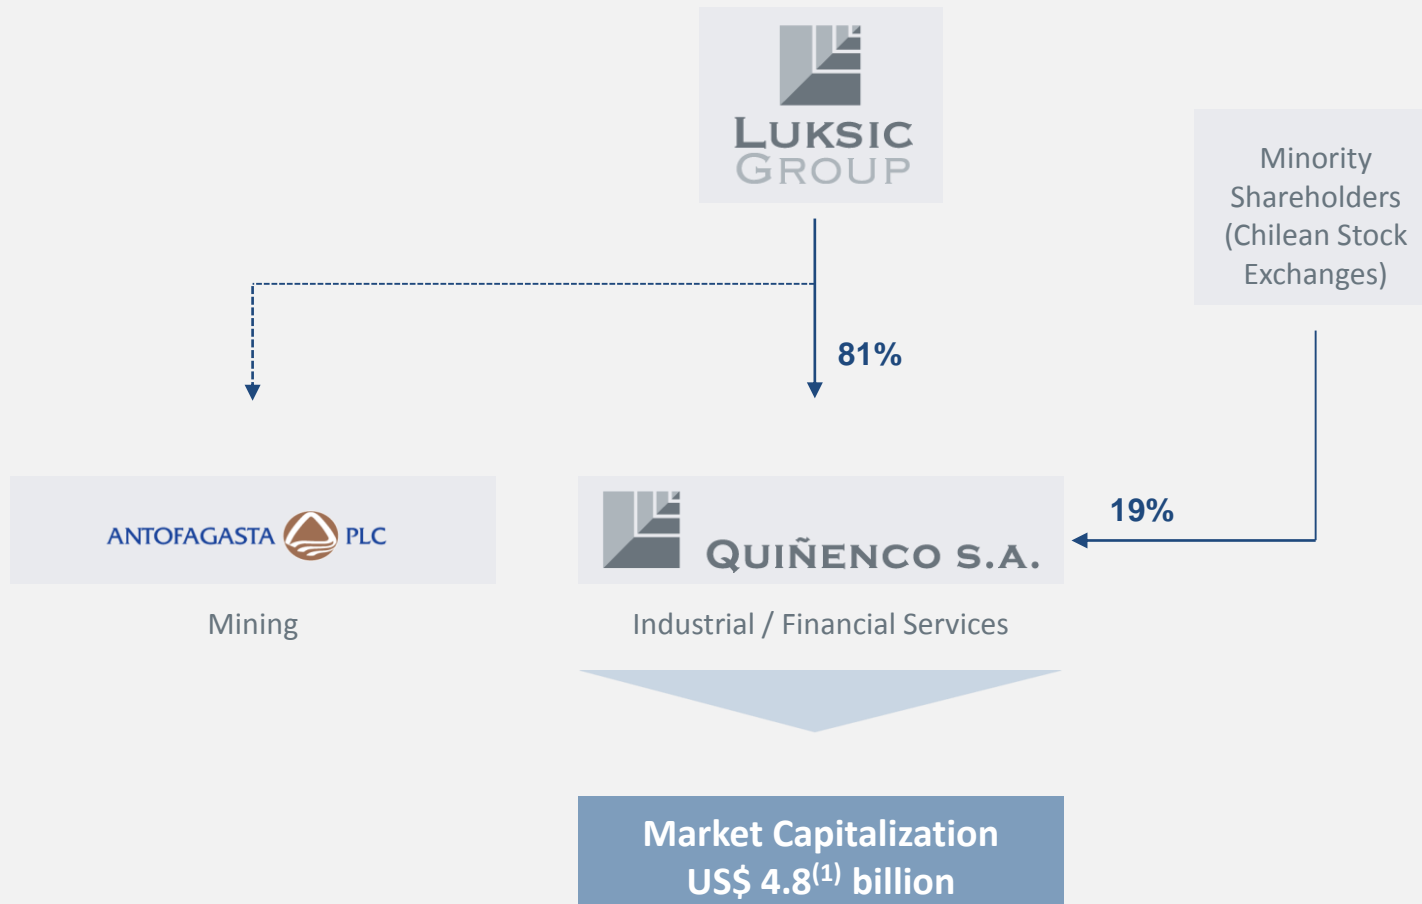 LUKSIC
GROUP
Minority
Shareholders
(Chilean Stock
Exchanges)
81%
19%
ANTOFAGASTA PLC
QUIÑENCO S.A.
Mining
Industrial / Financial Services
Market Capitalization
US$ 4.8(1) billion